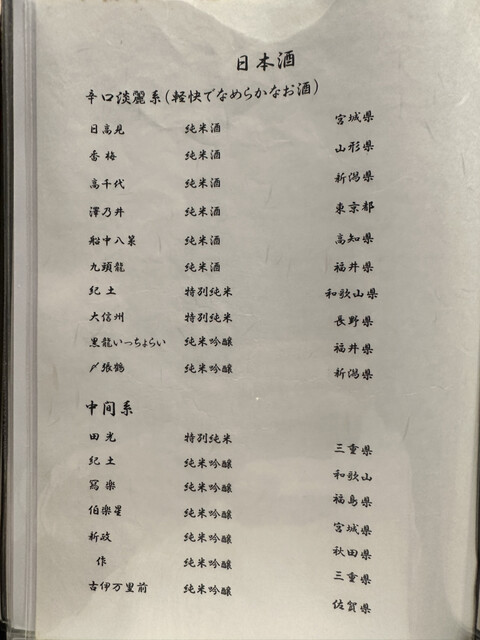 日本酒
辛口淡麗系(軽快でなめらかなお酒)
日高見 純米酒 宮城県
香梅 純米酒 山形県
高千代 純米酒 新潟県
澤乃井 純米酒 東京都
船中八策 純米酒 高知県
九頭龍 純米酒 福井県
紀土 特別純米 和歌山県
大信州 特別純米 長野県
黒龍いっちょらい 純米吟醸 福井県
〆張鶴 純米吟醸 新潟県
中間系
田光 特別純米 三重県
紀土 純米吟醸 和歌山
冩楽 純米吟醸 福島県
伯楽星 純米吟醸 宮城県
新政 純米吟醸 秋田県
作 純米吟醸 三重県
古伊万里前 純米吟醸 佐賀県